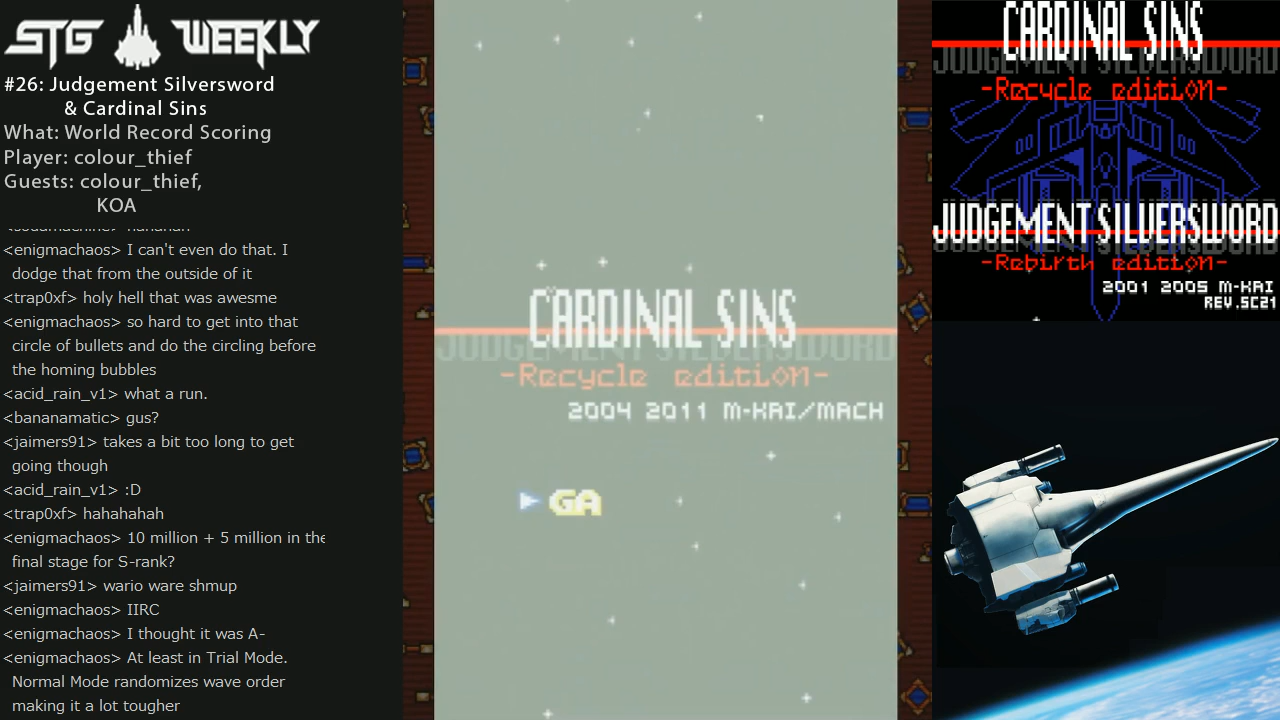 STG WEEKLY
#26: Judgement Silversword
& Cardinal Sins
What: World Record Scoring
Player: colour_thief
Guests: colour_thief,
KOA
<enigmachaos> I can't even do that. I
dodge that from the outside of it
<trap0xf> holy hell that was awesme
<enigmachaos> so hard to get into that
circle of bullets and do the circling before
the homing bubbles
<acid_rain_v1> what a run.
<bananamatic> gus?
<jaimers91> takes a bit too long to get
going though
<acid_rain_v1> :D
<trap0xf> hahahahah
<enigmachaos> 10 million + 5 million in the
final stage for S-rank?
<jaimers91> wario ware shmup
<enigmachaos> IIRC
<enigmachaos> I thought it was A-
<enigmachaos> At least in Trial Mode.
Normal Mode randomizes wave order
making it a lot tougher
CARDINAL SINS
JUDGEMENT SILVERSWORD
-Recycle edition-
2004 2011 M-KAI/MACH
GA
CARDINAL SINS
JUDGEMENT SILVERSWORD
-Recycle edition-
JUDGEMENT SILVERSWORD
-Rebirth edition-
2001 2005 M-KAI
REV.5C21